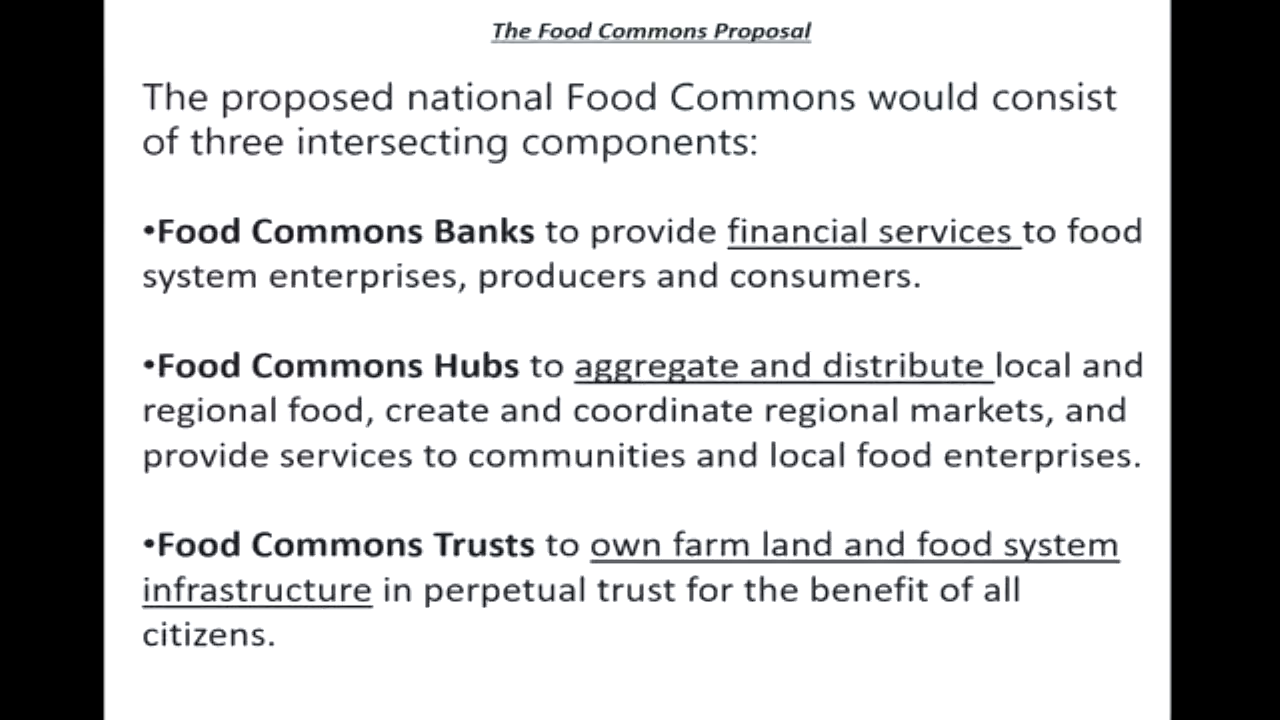 The Food Commons Proposal
The proposed national Food Commons would consist
of three intersecting components:
•Food Commons Banks to provide financial services to food
system enterprises, producers and consumers.
•Food Commons Hubs to aggregate and distribute local and
regional food, create and coordinate regional markets, and
provide services to communities and local food enterprises.
•Food Commons Trusts to own farm land and food system
infrastructure in perpetual trust for the benefit of all
citizens.